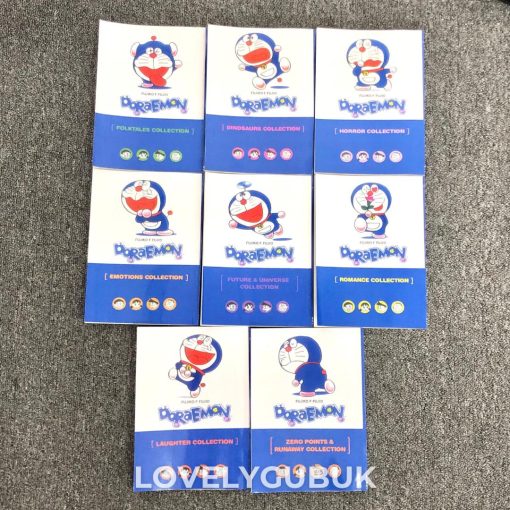 FUJIKO F FUJIO
DORAEMON
[ FOLKTALES COLLECTION ]
FUJIKO F FUJIO
DORAEMON
[ DINOSAURS COLLECTION ]
FUJIKO F FUJIO
DORAEMON
[ HORROR COLLECTION ]
FUJIKO F FUJIO
DORAEMON
[ EMOTIONS COLLECTION ]
FUJIKO F FUJIO
DORAEMON
[ FUTURE & UNIVERSE
COLLECTION ]
FUJIKO F FUJIO
DORAEMON
[ ROMANCE COLLECTION ]
FUJIKO F FUJIO
DORAEMON
[ LAUGHTER COLLECTION ]
FUJIKO F FUJIO
DORAEMON
[ ZERO POINTS &
RUNAWAY COLLECTION ]
LOVELYGUBUK